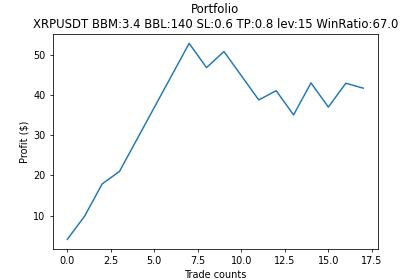 Portfolio
XRPUSDT BBM:3.4 BBL:140 SL:0.6 TP:0.8 lev:15 WinRatio:67.0
50
40
30
20
10
Profit ($)
0.0 2.5 5.0 7.5 10.0 12.5 15.0 17.5
Trade counts